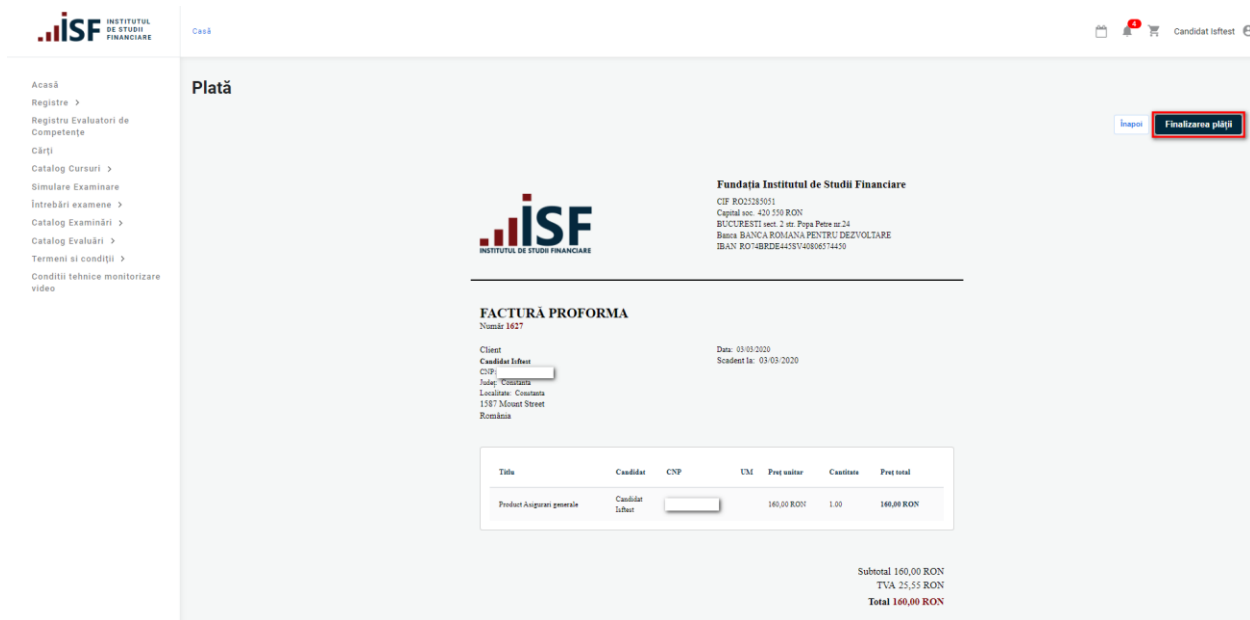 ISF INSTITUTUL
DE STUDII
FINANCIARE
Casă
4
Candidat Isftest
Acasă
Registre >
Registru Evaluatori de
Competențe
Cărți
Catalog Cursuri >
Simulare Examinare
Întrebări examene >
Catalog Examinări >
Catalog Evaluări >
Termeni si condiții >
Conditii tehnice monitorizare
video
Plată
Înapoi
Finalizarea plății
ISF
INSTITUTUL DE STUDII FINANCIARE
Fundația Institutul de Studii Financiare
CIF RO25285051
Capital soc. 420 550 RON
BUCURESTI sect. 2 str. Popa Petre nr.24
Banca BANCA ROMANA PENTRU DEZVOLTARE
IBAN RO74BRDE445SV40806574450
FACTURĂ PROFORMA
Număr 1627
Client
Candidat Isftest
CNP:
Județ: Constanta
Localitate: Constanta
1587 Mount Street
România
Data: 03/03/2020
Scadent la: 03/03/2020
Titlu Candidat CNP UM Preț unitar Cantitate Preț total
Product Asigurari generale Candidat Isftest 160,00 RON 1.00 160,00 RON
Subtotal 160,00 RON
TVA 25,55 RON
Total 160,00 RON